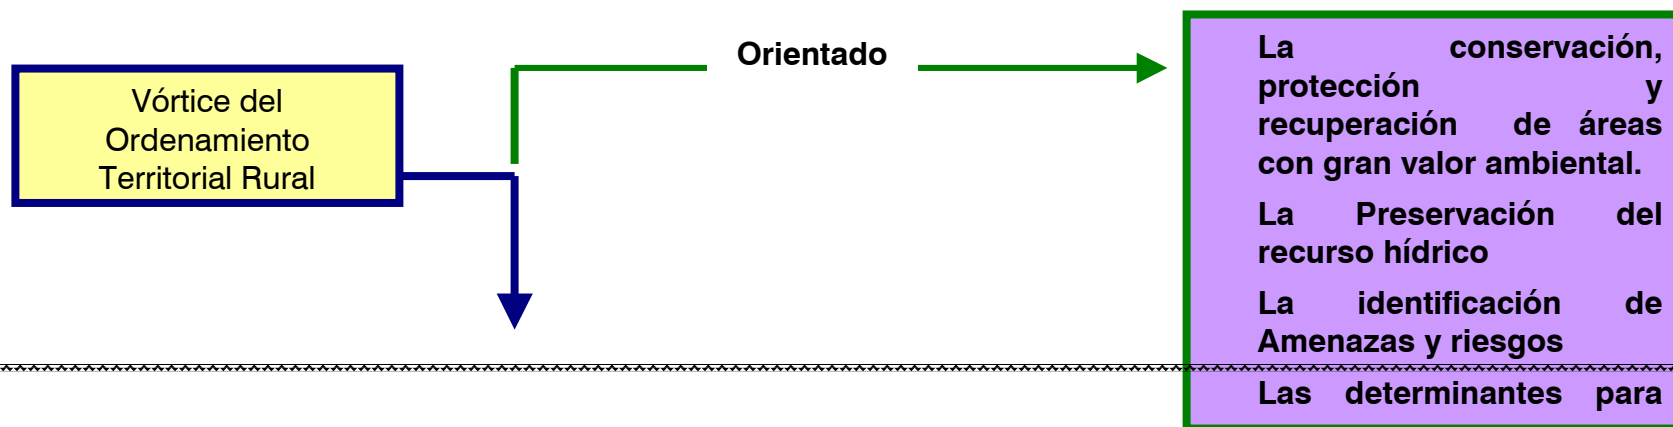 Vórtice del
Ordenamiento
Territorial Rural
Orientado
La conservación,
protección y
recuperación de áreas
con gran valor ambiental.
La Preservación del
recurso hídrico
La identificación de
Amenazas y riesgos
Las determinantes para